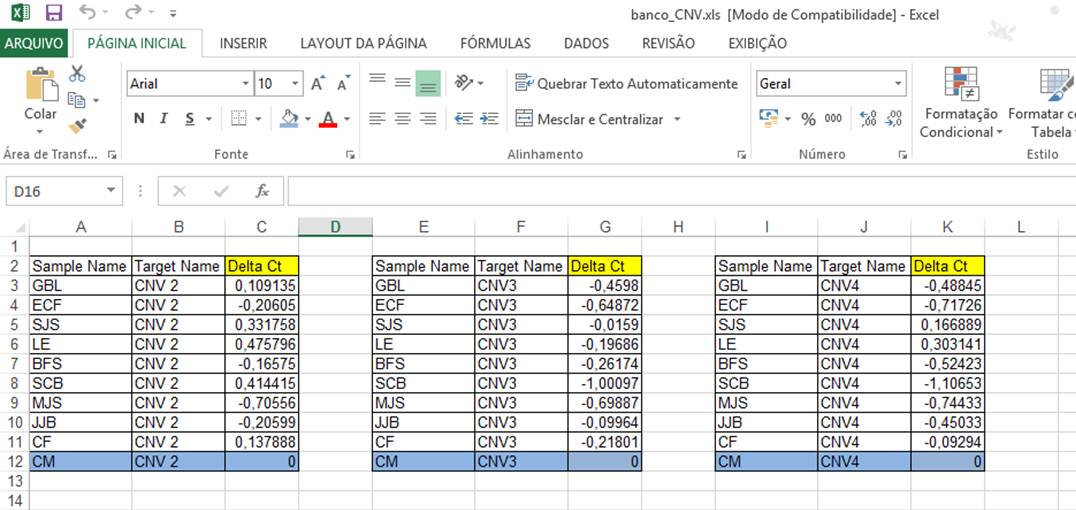 banco_CNV.xls [Modo de Compatibilidade] - Excel
ARQUIVO PÁGINA INICIAL INSERIR LAYOUT DA PÁGINA FÓRMULAS DADOS REVISÃO EXIBIÇÃO
Colar
Arial 10
N I S
Quebrar Texto Automaticamente
Mesclar e Centralizar
Geral
% 000
Formatação Condicional
Formatar Tabela
Área de Transf... Fonte Alinhamento Número Estilo
D16 fx
A B C D E F G H I J K L
1
2 Sample Name Target Name Delta Ct Sample Name Target Name Delta Ct Sample Name Target Name Delta Ct
3 GBL CNV 2 0,109135 GBL CNV3 -0,4598 GBL CNV4 -0,48845
4 ECF CNV 2 -0,20605 ECF CNV3 -0,64872 ECF CNV4 -0,71726
5 SJS CNV 2 0,331758 SJS CNV3 -0,0159 SJS CNV4 0,166889
6 LE CNV 2 0,475796 LE CNV3 -0,19686 LE CNV4 0,303141
7 BFS CNV 2 -0,16575 BFS CNV3 -0,26174 BFS CNV4 -0,52423
8 SCB CNV 2 0,414415 SCB CNV3 -1,00097 SCB CNV4 -1,10653
9 MJS CNV 2 -0,70556 MJS CNV3 -0,69887 MJS CNV4 -0,74433
10 JJB CNV 2 -0,20599 JJB CNV3 -0,09964 JJB CNV4 -0,45033
11 CF CNV 2 0,137888 CF CNV3 -0,21801 CF CNV4 -0,09294
12 CM CNV 2 0 CM CNV3 0 CM CNV4 0
13
14